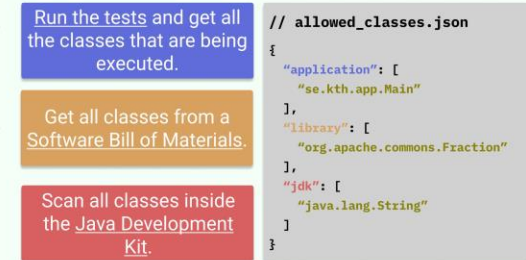 Run the tests and get all
the classes that are being
executed.
Get all classes from a
Software Bill of Materials.
Scan all classes inside
the Java Development
Kit.
// allowed_classes.json
{
“application”: [
“se.kth.app.Main”
],
“library”: [
“org.apache.commons.Fraction”
],
“jdk”: [
“java.lang.String”
]
}